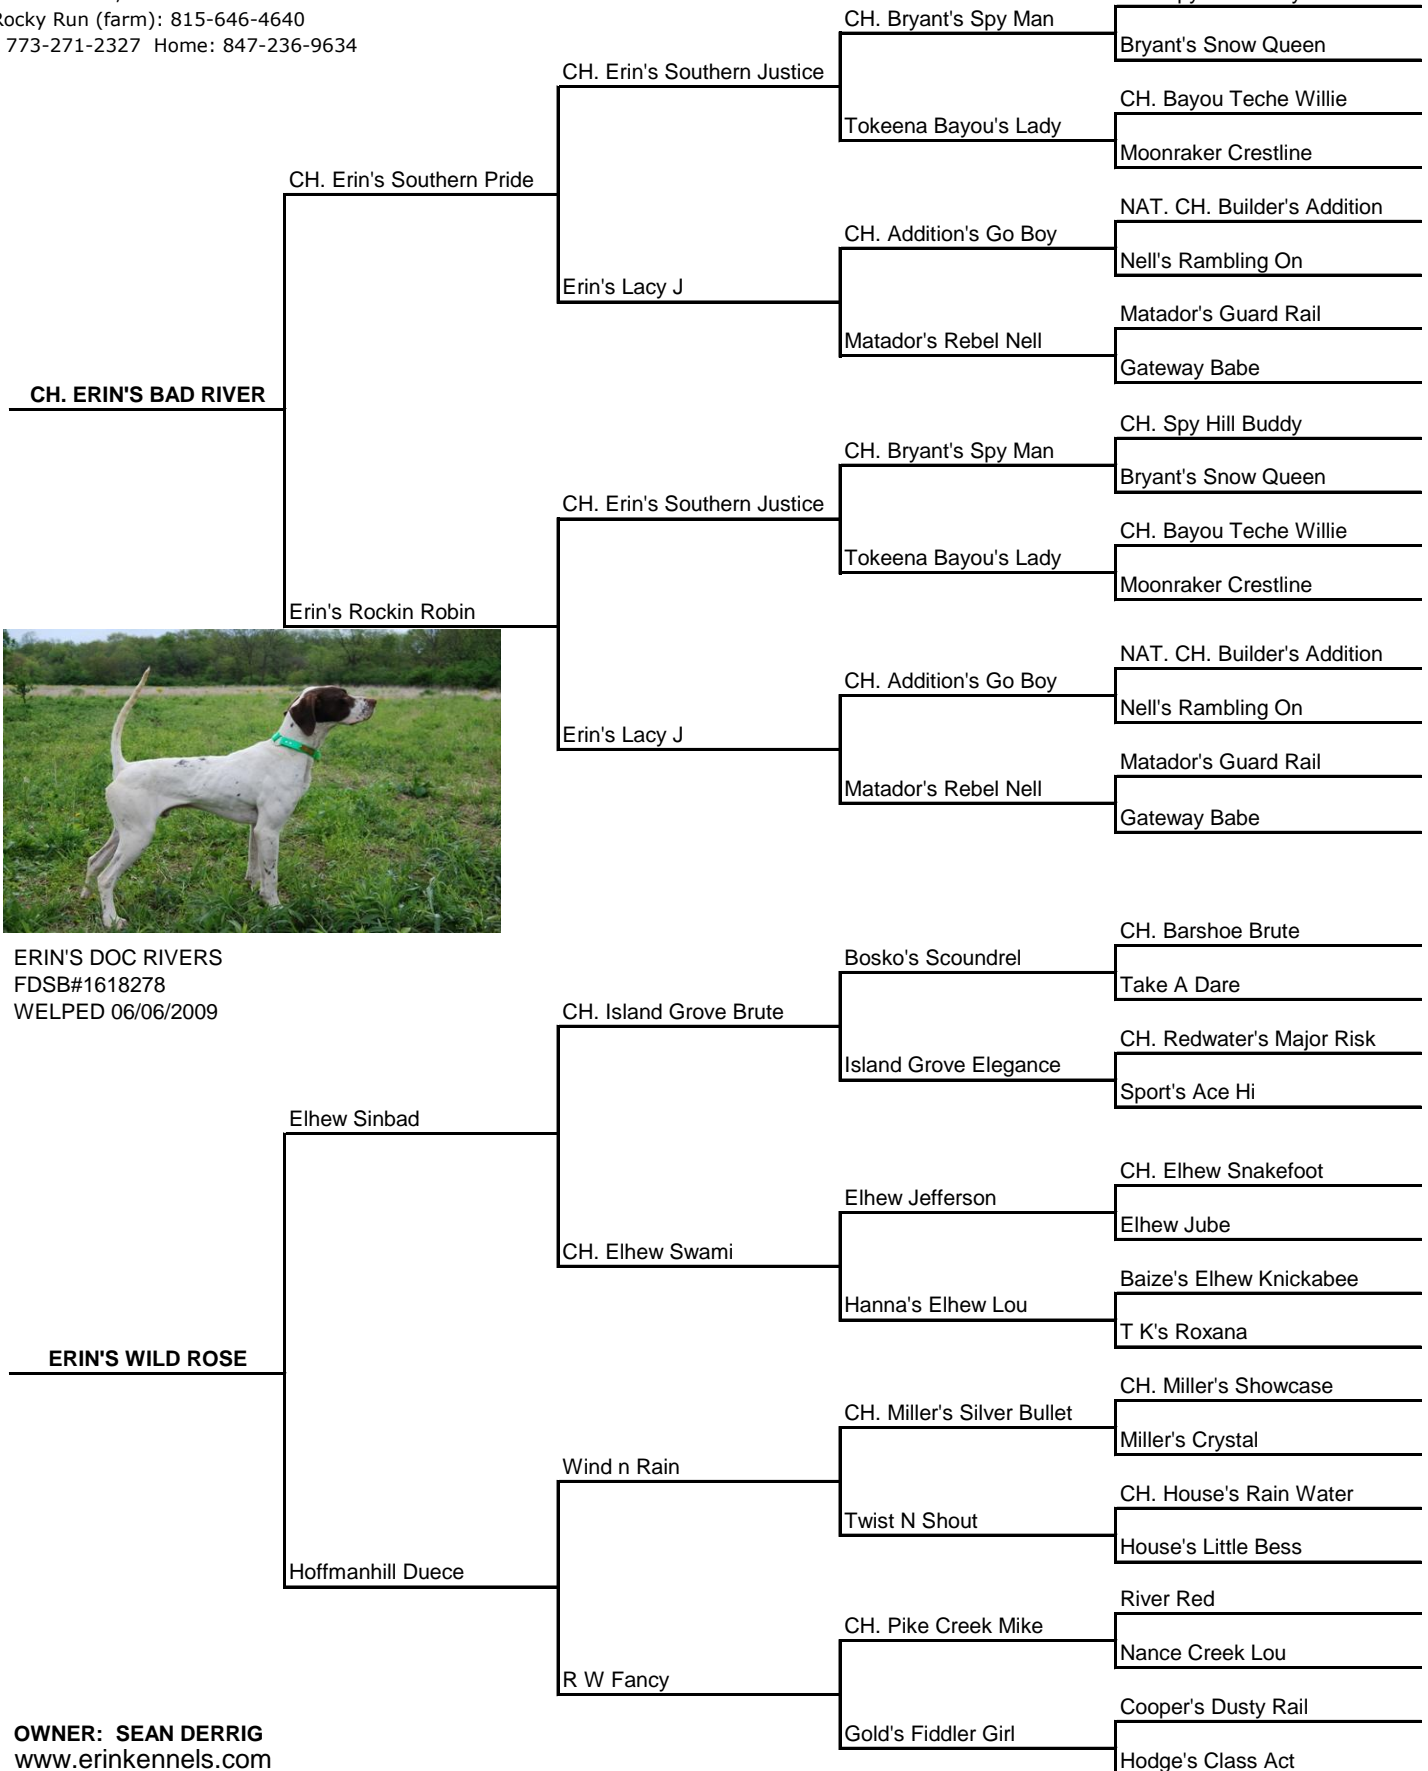 Rocky Run (farm): 815-646-4640
773-271-2327 Home: 847-236-9634
CH. Bryant's Spy Man
Bryant's Snow Queen
CH. Erin's Southern Justice
CH. Bayou Teche Willie
Tokeena Bayou's Lady
Moonraker Crestline
CH. Erin's Southern Pride
NAT. CH. Builder's Addition
CH. Addition's Go Boy
Nell's Rambling On
Erin's Lacy J
Matador's Guard Rail
Matador's Rebel Nell
Gateway Babe
CH. ERIN'S BAD RIVER
CH. Spy Hill Buddy
CH. Bryant's Spy Man
Bryant's Snow Queen
CH. Erin's Southern Justice
CH. Bayou Teche Willie
Tokeena Bayou's Lady
Moonraker Crestline
Erin's Rockin Robin
NAT. CH. Builder's Addition
CH. Addition's Go Boy
Nell's Rambling On
Erin's Lacy J
Matador's Guard Rail
Matador's Rebel Nell
Gateway Babe
ERIN'S DOC RIVERS
FDSB#1618278
WELPED 06/06/2009
CH. Barshoe Brute
Bosko's Scoundrel
Take A Dare
CH. Island Grove Brute
CH. Redwater's Major Risk
Island Grove Elegance
Sport's Ace Hi
Elhew Sinbad
CH. Elhew Snakefoot
Elhew Jefferson
Elhew Jube
CH. Elhew Swami
Baize's Elhew Knickabee
Hanna's Elhew Lou
T K's Roxana
ERIN'S WILD ROSE
CH. Miller's Showcase
CH. Miller's Silver Bullet
Miller's Crystal
Wind n Rain
CH. House's Rain Water
Twist N Shout
House's Little Bess
Hoffmanhill Duece
River Red
CH. Pike Creek Mike
Nance Creek Lou
R W Fancy
Cooper's Dusty Rail
Gold's Fiddler Girl
Hodge's Class Act
OWNER: SEAN DERRIG
www.erinkennels.com